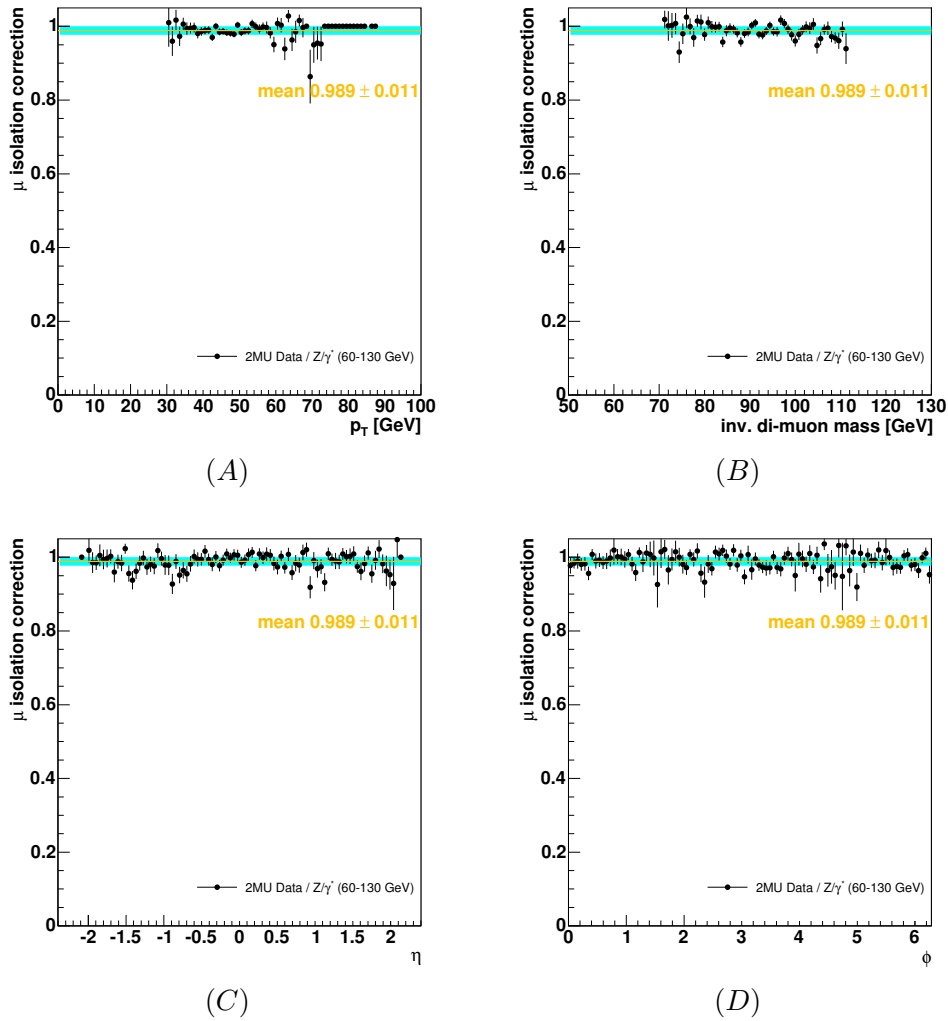 μ isolation correction
1
0.8
0.6
0.4
0.2
0
mean 0.989 ± 0.011
2MU Data / Z/γ* (60-130 GeV)
0 10 20 30 40 50 60 70 80 90 100
p_T [GeV]
(A)
μ isolation correction
1
0.8
0.6
0.4
0.2
0
mean 0.989 ± 0.011
2MU Data / Z/γ* (60-130 GeV)
50 60 70 80 90 100 110 120 130
inv. di-muon mass [GeV]
(B)
μ isolation correction
1
0.8
0.6
0.4
0.2
0
mean 0.989 ± 0.011
2MU Data / Z/γ* (60-130 GeV)
-2 -1.5 -1 -0.5 0 0.5 1 1.5 2
η
(C)
μ isolation correction
1
0.8
0.6
0.4
0.2
0
mean 0.989 ± 0.011
2MU Data / Z/γ* (60-130 GeV)
0 1 2 3 4 5 6
ϕ
(D)